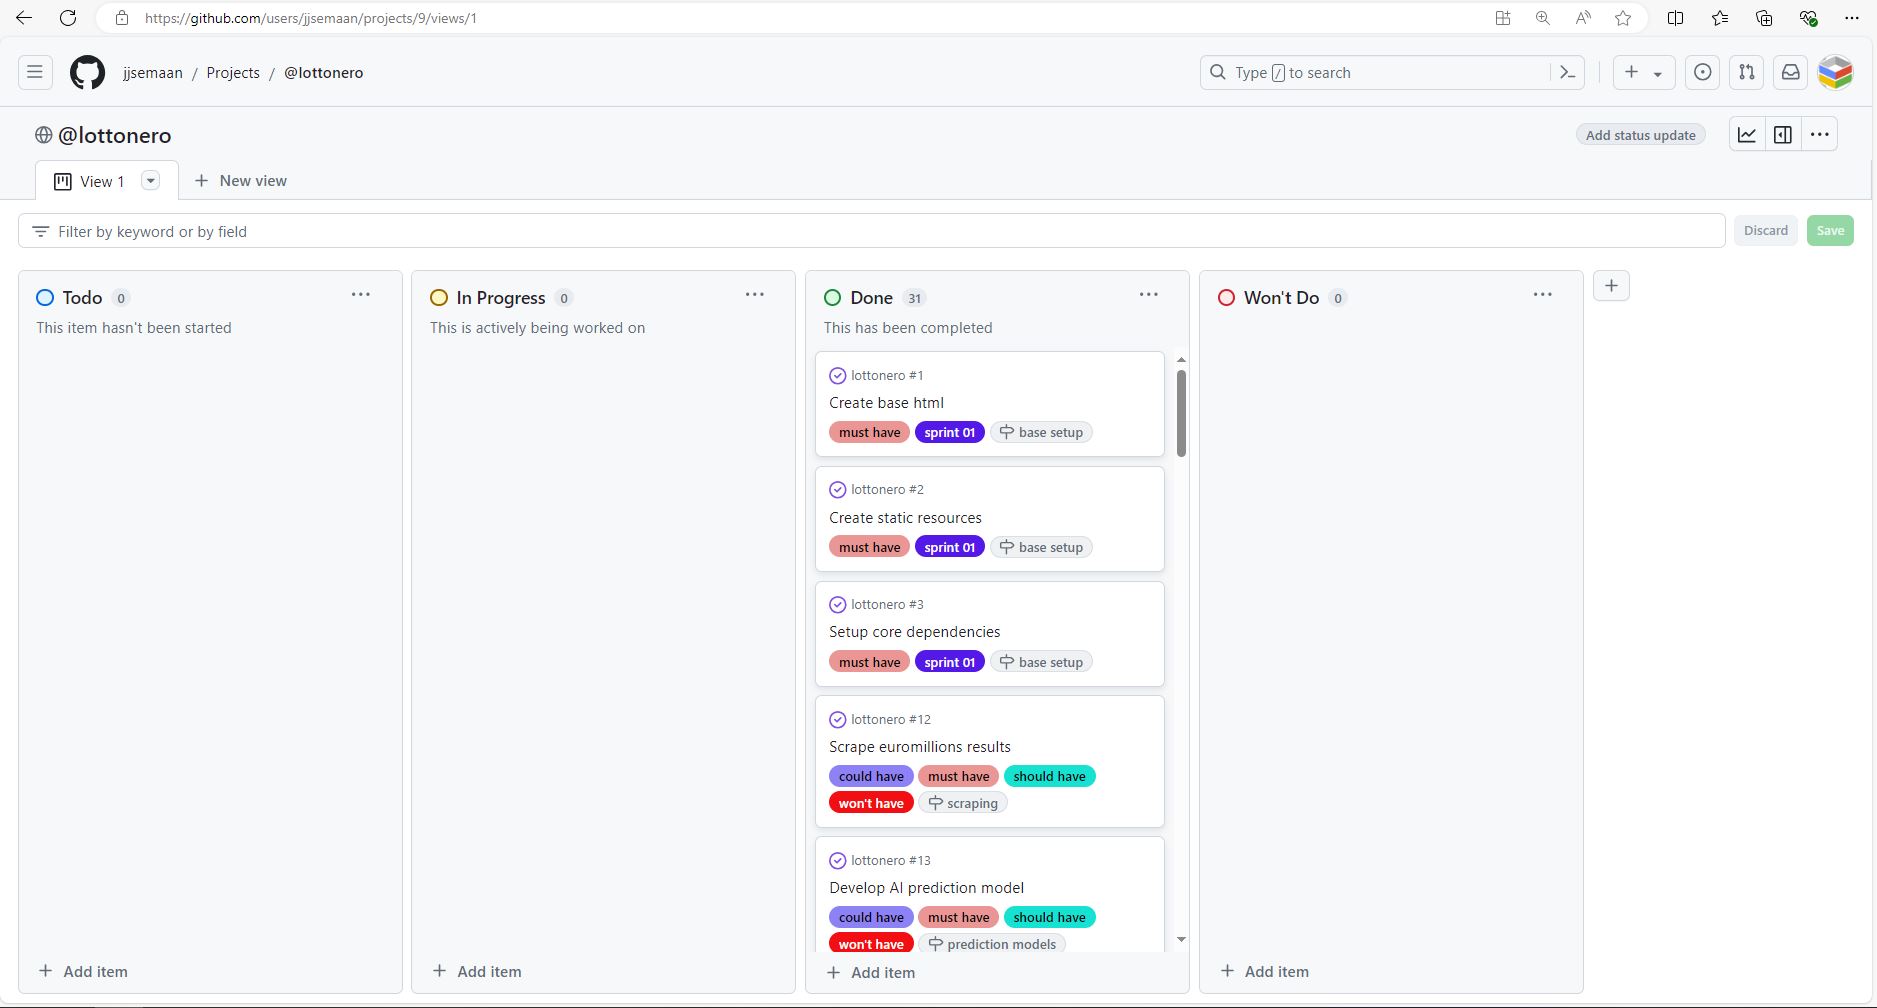 https://github.com/users/jjsemaan/projects/9/views/1
jjsemaan / Projects / @lottonero
Type / to search
@lottonero
Add status update
View 1
New view
Filter by keyword or by field
Discard
Save
Todo 0
This item hasn't been started
Add item
In Progress 0
This is actively being worked on
Add item
Done 31
This has been completed
lottonero #1
Create base html
must have sprint 01 base setup
lottonero #2
Create static resources
must have sprint 01 base setup
lottonero #3
Setup core dependencies
must have sprint 01 base setup
lottonero #12
Scrape euromillions results
could have must have should have
won't have scraping
lottonero #13
Develop AI prediction model
could have must have should have
won't have prediction models
Add item
Won't Do 0
Add item